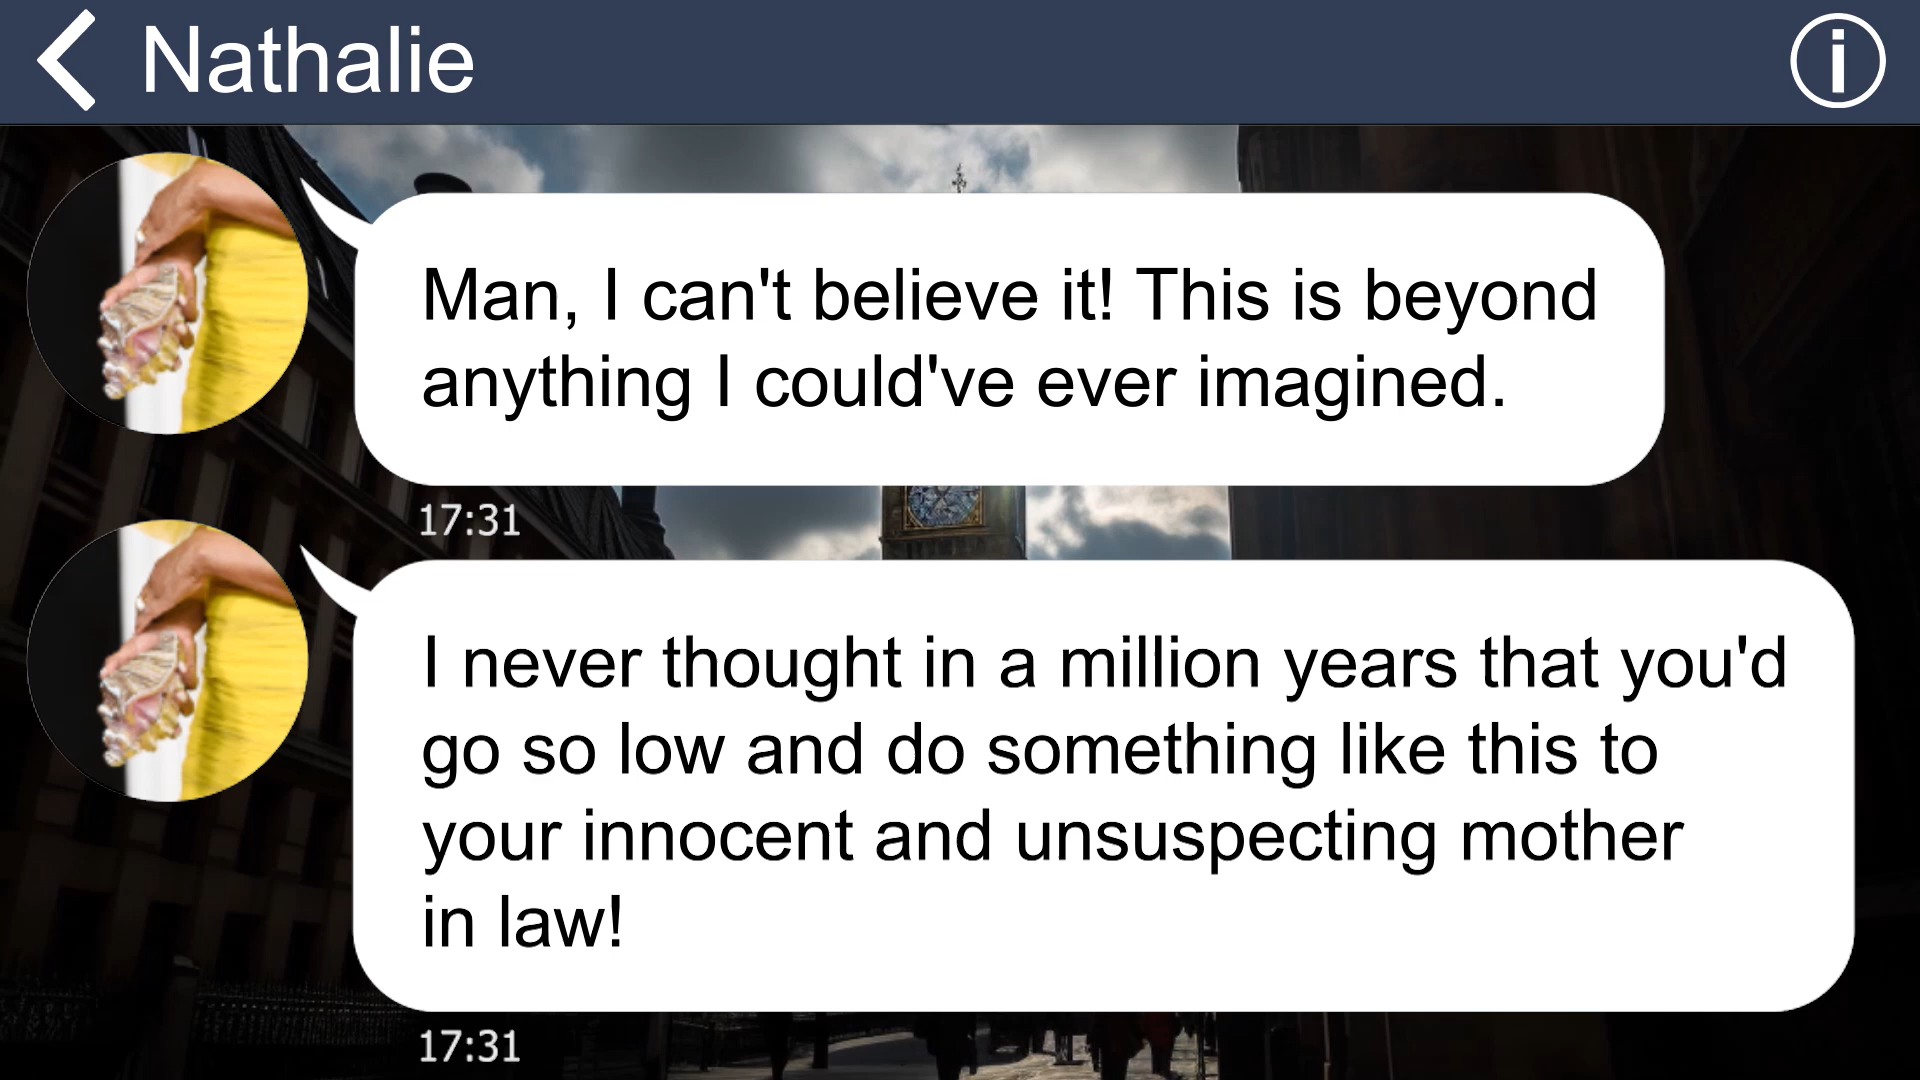 Nathalie
Man, I can't believe it! This is beyond
anything I could've ever imagined.
17:31
I never thought in a million years that you'd
go so low and do something like this to
your innocent and unsuspecting mother
in law!
17:31